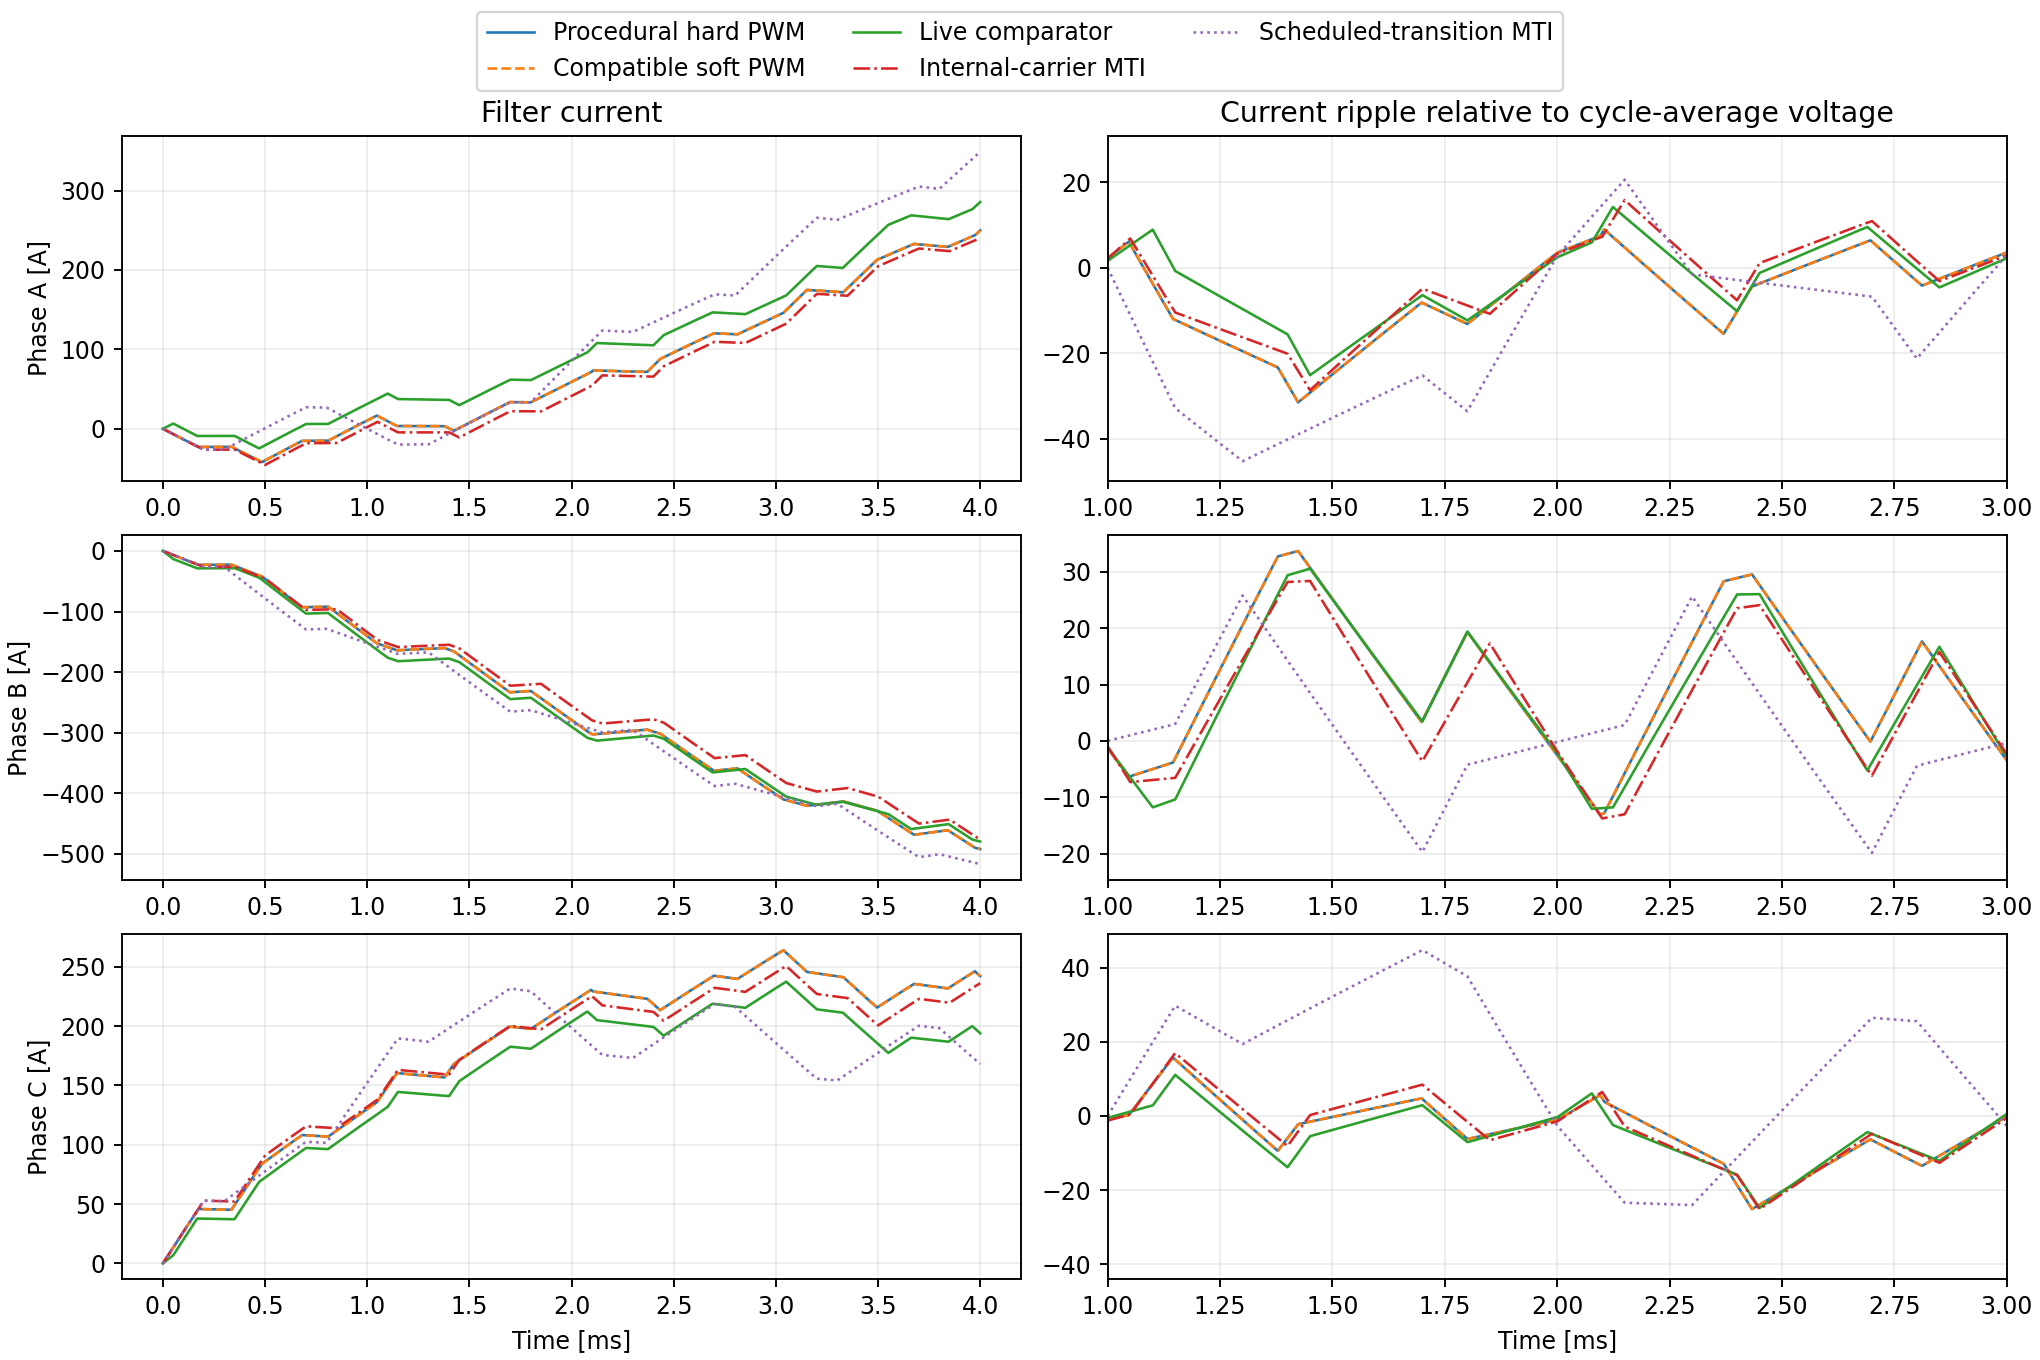 Procedural hard PWM
Compatible soft PWM
Live comparator
Internal-carrier MTI
Scheduled-transition MTI
Filter current
Current ripple relative to cycle-average voltage
Phase A [A]
300
200
100
0
0.0 0.5 1.0 1.5 2.0 2.5 3.0 3.5 4.0
20
0
−20
−40
1.00 1.25 1.50 1.75 2.00 2.25 2.50 2.75 3.00
Phase B [A]
0
−100
−200
−300
−400
−500
0.0 0.5 1.0 1.5 2.0 2.5 3.0 3.5 4.0
30
20
10
0
−10
−20
1.00 1.25 1.50 1.75 2.00 2.25 2.50 2.75 3.00
Phase C [A]
250
200
150
100
50
0
0.0 0.5 1.0 1.5 2.0 2.5 3.0 3.5 4.0
Time [ms]
40
20
0
−20
−40
1.00 1.25 1.50 1.75 2.00 2.25 2.50 2.75 3.00
Time [ms]